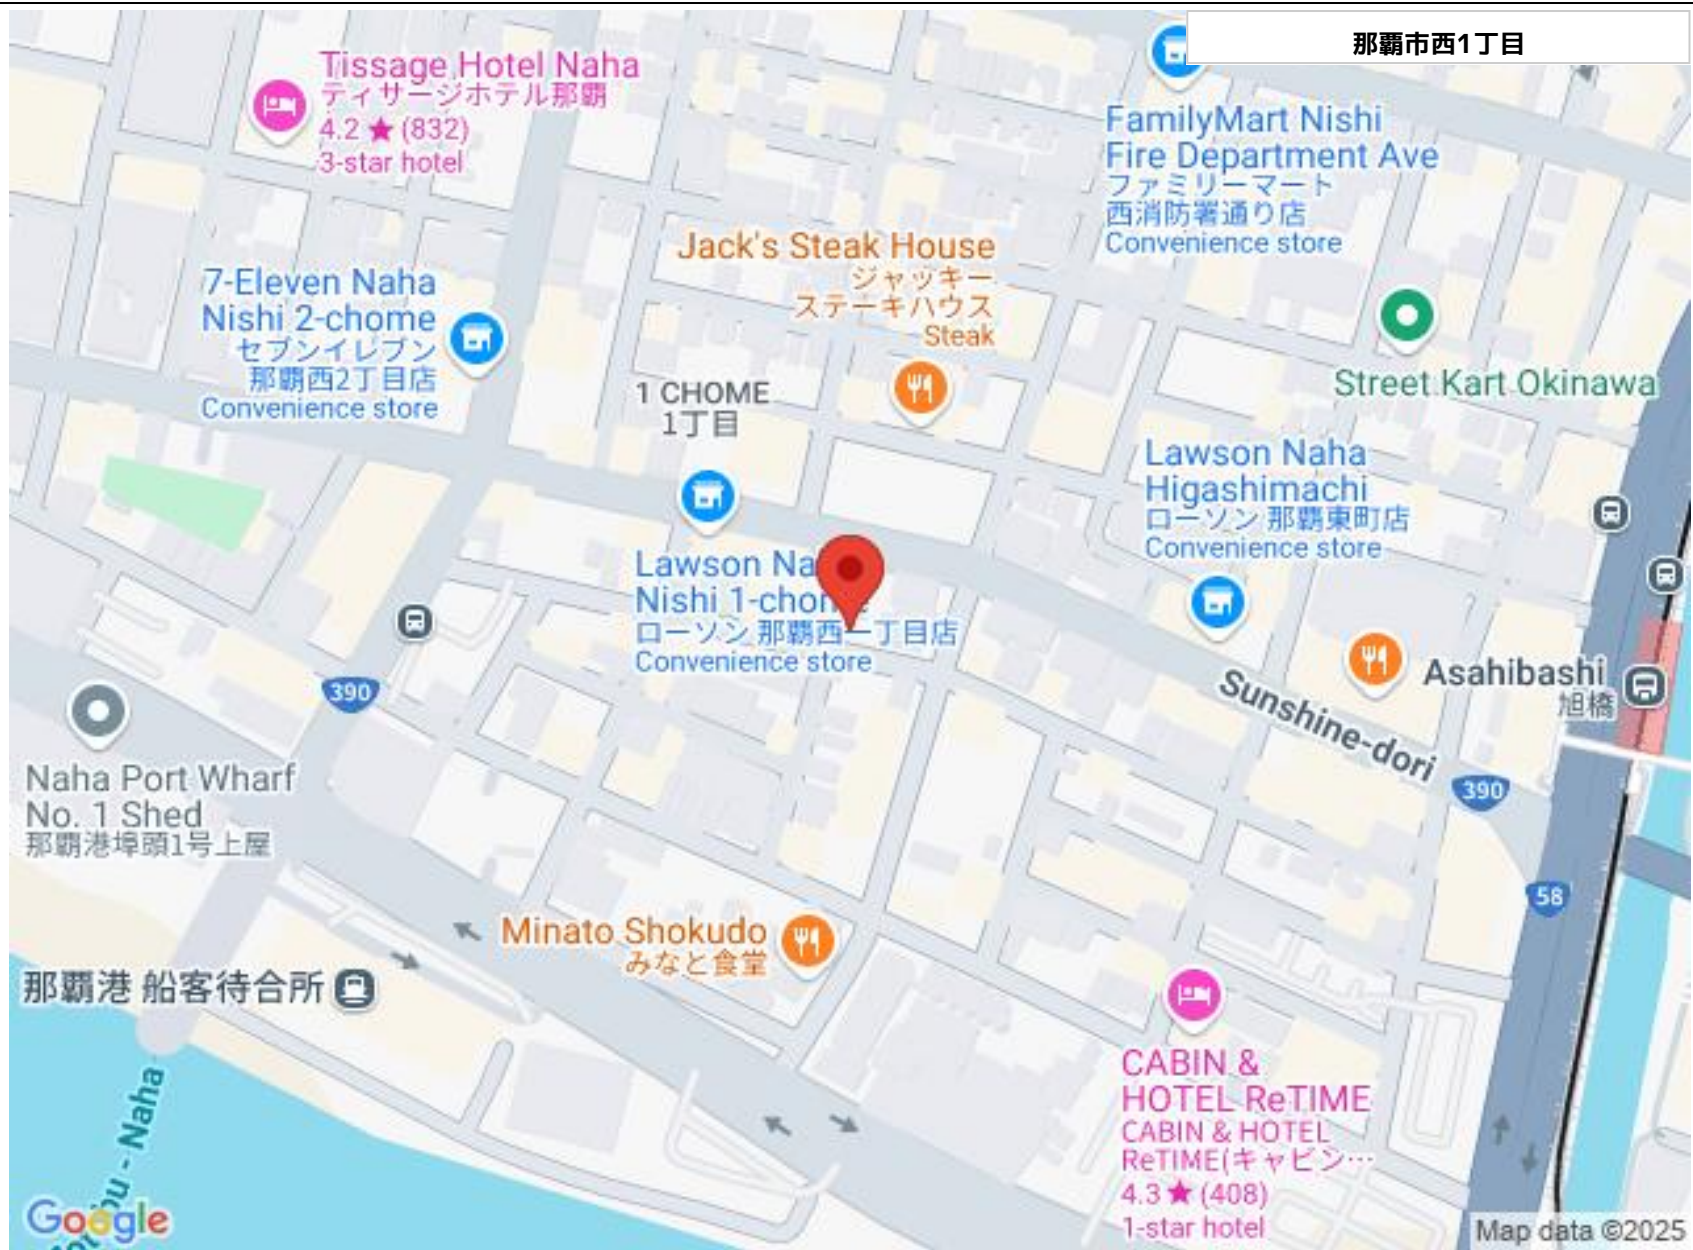 那覇市西1丁目
Tissage Hotel Naha
ティサージホテル那覇
4.2 ★ (832)
3-star hotel
FamilyMart Nishi
Fire Department Ave
ファミリーマート
西消防署通り店
Convenience store
Jack's Steak House
ジャッキー
ステーキハウス
Steak
7-Eleven Naha
Nishi 2-chome
セブンイレブン
那覇西2丁目店
Convenience store
1 CHOME
1丁目
Street Kart Okinawa
Lawson Naha
Higashimachi
ローソン 那覇東町店
Convenience store
Lawson
Nishi
ローソン 那覇西一丁目店
Convenience store
Asahibashi
旭橋
Sunshine-dori
390
390
58
Naha Port Wharf
No. 1 Shed
那覇港埠頭1号上屋
Minato Shokudo
みなと食堂
那覇港 船客待合所
CABIN &
HOTEL ReTIME
CABIN & HOTEL
ReTIME(キャビン…
4.3 ★ (408)
1-star hotel
- Naha
Google
Map data ©2025